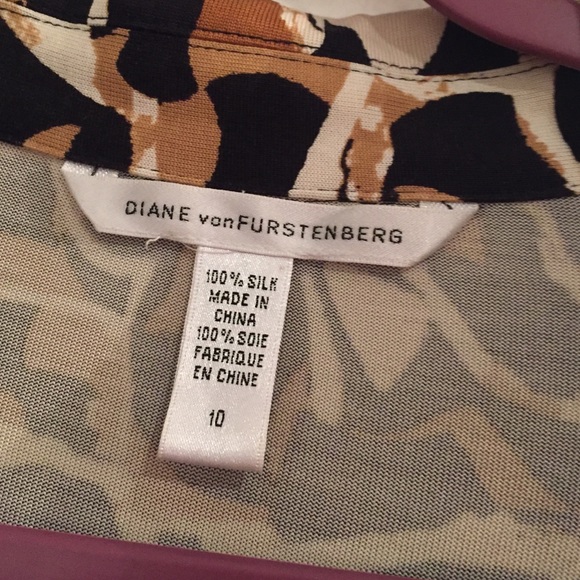 DIANE vonFURSTENBERG
100% SILK
MADE IN
CHINA
100% SOIE
FABRIQUE
EN CHINE
10